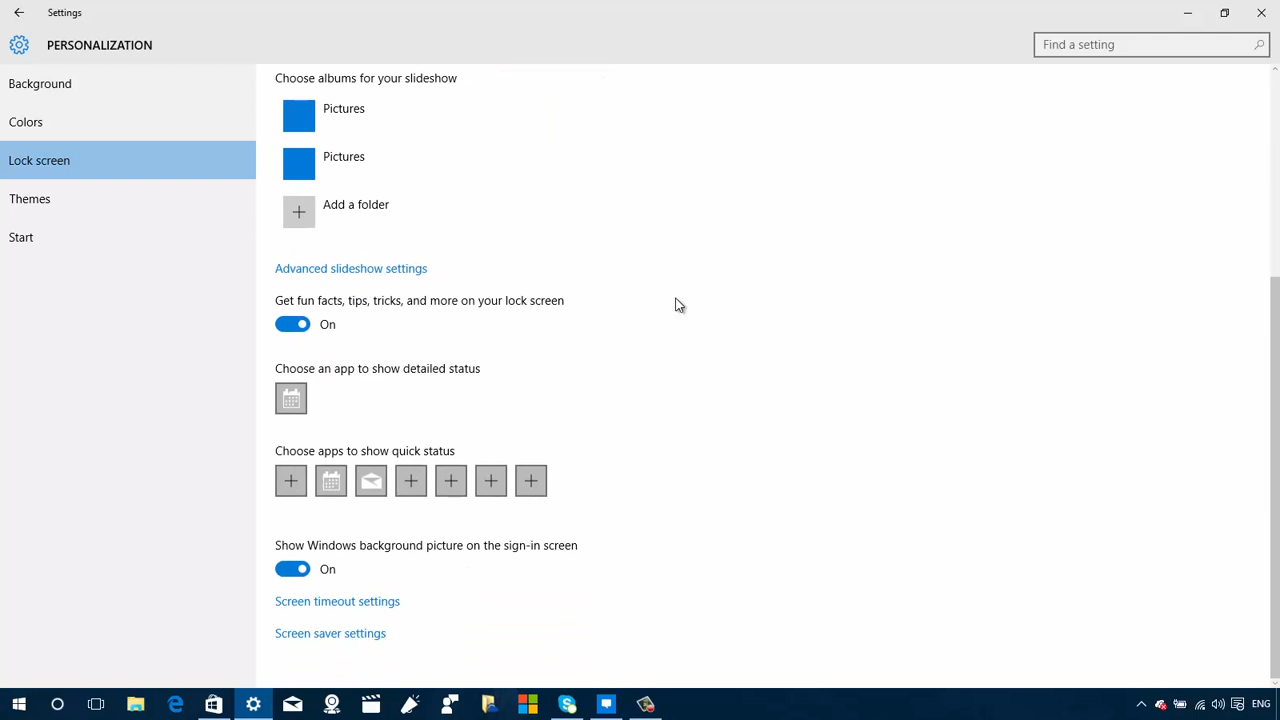 Settings
PERSONALIZATION
Find a setting
Background
Colors
Lock screen
Themes
Start
Choose albums for your slideshow
Pictures
Pictures
Add a folder
Advanced slideshow settings
Get fun facts, tips, tricks, and more on your lock screen
On
Choose an app to show detailed status
Choose apps to show quick status
Show Windows background picture on the sign-in screen
On
Screen timeout settings
Screen saver settings
ENG